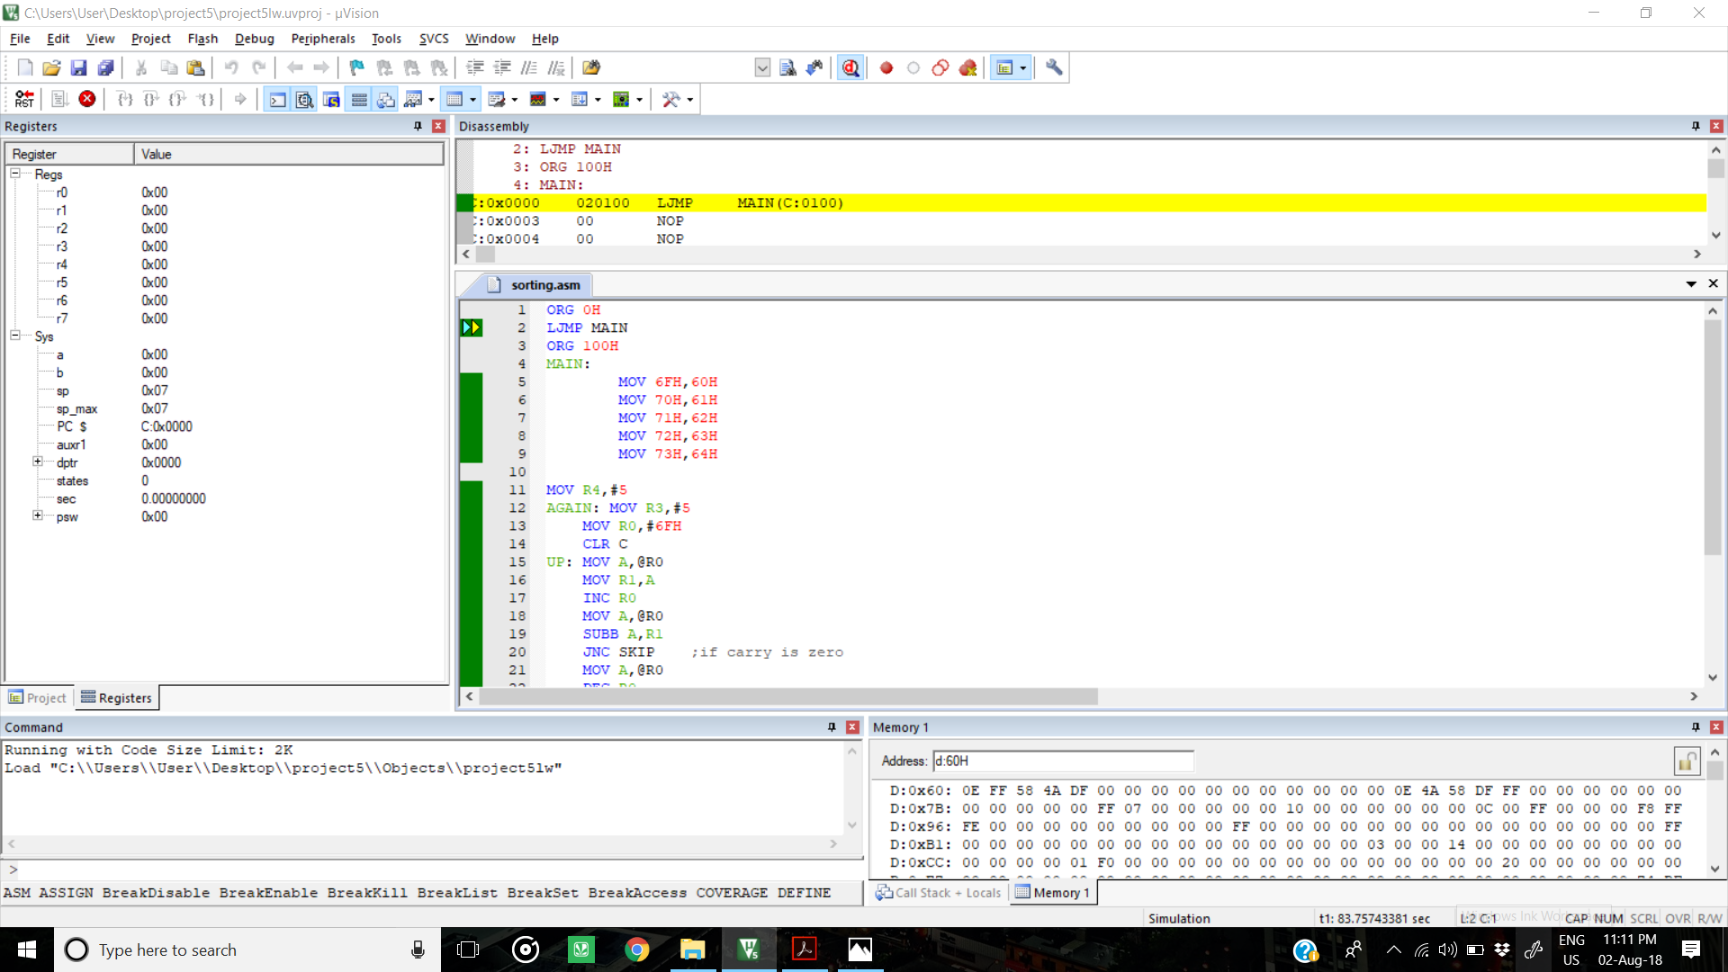 C:\Users\User\Desktop\project5\project5lw.uvproj - µVision
File Edit View Project Flash Debug Peripherals Tools SVCS Window Help
Registers
Register Value
Regs
r0 0x00
r1 0x00
r2 0x00
r3 0x00
r4 0x00
r5 0x00
r6 0x00
r7 0x00
Sys
a 0x00
b 0x00
sp 0x07
sp_max 0x07
PC $ C:0x0000
auxr1 0x00
dptr 0x0000
states 0
sec 0.00000000
psw 0x00
Project Registers
Disassembly
2: LJMP MAIN
3: ORG 100H
4: MAIN:
C:0x0000 020100 LJMP MAIN(C:0100)
C:0x0003 00 NOP
C:0x0004 00 NOP
sorting.asm
1 ORG 0H
2 LJMP MAIN
3 ORG 100H
4 MAIN:
5 MOV 6FH,60H
6 MOV 70H,61H
7 MOV 71H,62H
8 MOV 72H,63H
9 MOV 73H,64H
10
11 MOV R4,#5
12 AGAIN: MOV R3,#5
13 MOV R0,#6FH
14 CLR C
15 UP: MOV A,@R0
16 MOV R1,A
17 INC R0
18 MOV A,@R0
19 SUBB A,R1
20 JNC SKIP ;if carry is zero
21 MOV A,@R0
Command
Running with Code Size Limit: 2K
Load "C:\\Users\\User\\Desktop\\project5\\Objects\\project5lw"
>
ASM ASSIGN BreakDisable BreakEnable BreakKill BreakList BreakSet BreakAccess COVERAGE DEFINE
Memory 1
Address: d:60H
D:0x60: 0E FF 58 4A DF 00 00 00 00 00 00 00 00 00 00 0E 4A 58 DF FF 00 00 00 00 00 00 00
D:0x7B: 00 00 00 00 00 FF 07 00 00 00 00 00 10 00 00 00 00 00 00 0C 00 FF 00 00 00 F8 FF
D:0x96: FE 00 00 00 00 00 00 00 00 00 FF 00 00 00 00 00 00 00 00 00 00 00 00 00 00 00 FF
D:0xB1: 00 00 00 00 00 00 00 00 00 00 00 00 00 00 00 03 00 00 14 00 00 00 00 00 00 00 00
D:0xCC: 00 00 00 00 01 F0 00 00 00 00 00 00 00 00 00 00 00 00 00 00 20 00 00 00 00 00 00
Call Stack + Locals Memory 1
Simulation t1: 83.75743381 sec L:2 C:1 CAP NUM SCRL OVR R/W
Type here to search
ENG
US
11:11 PM
02-Aug-18